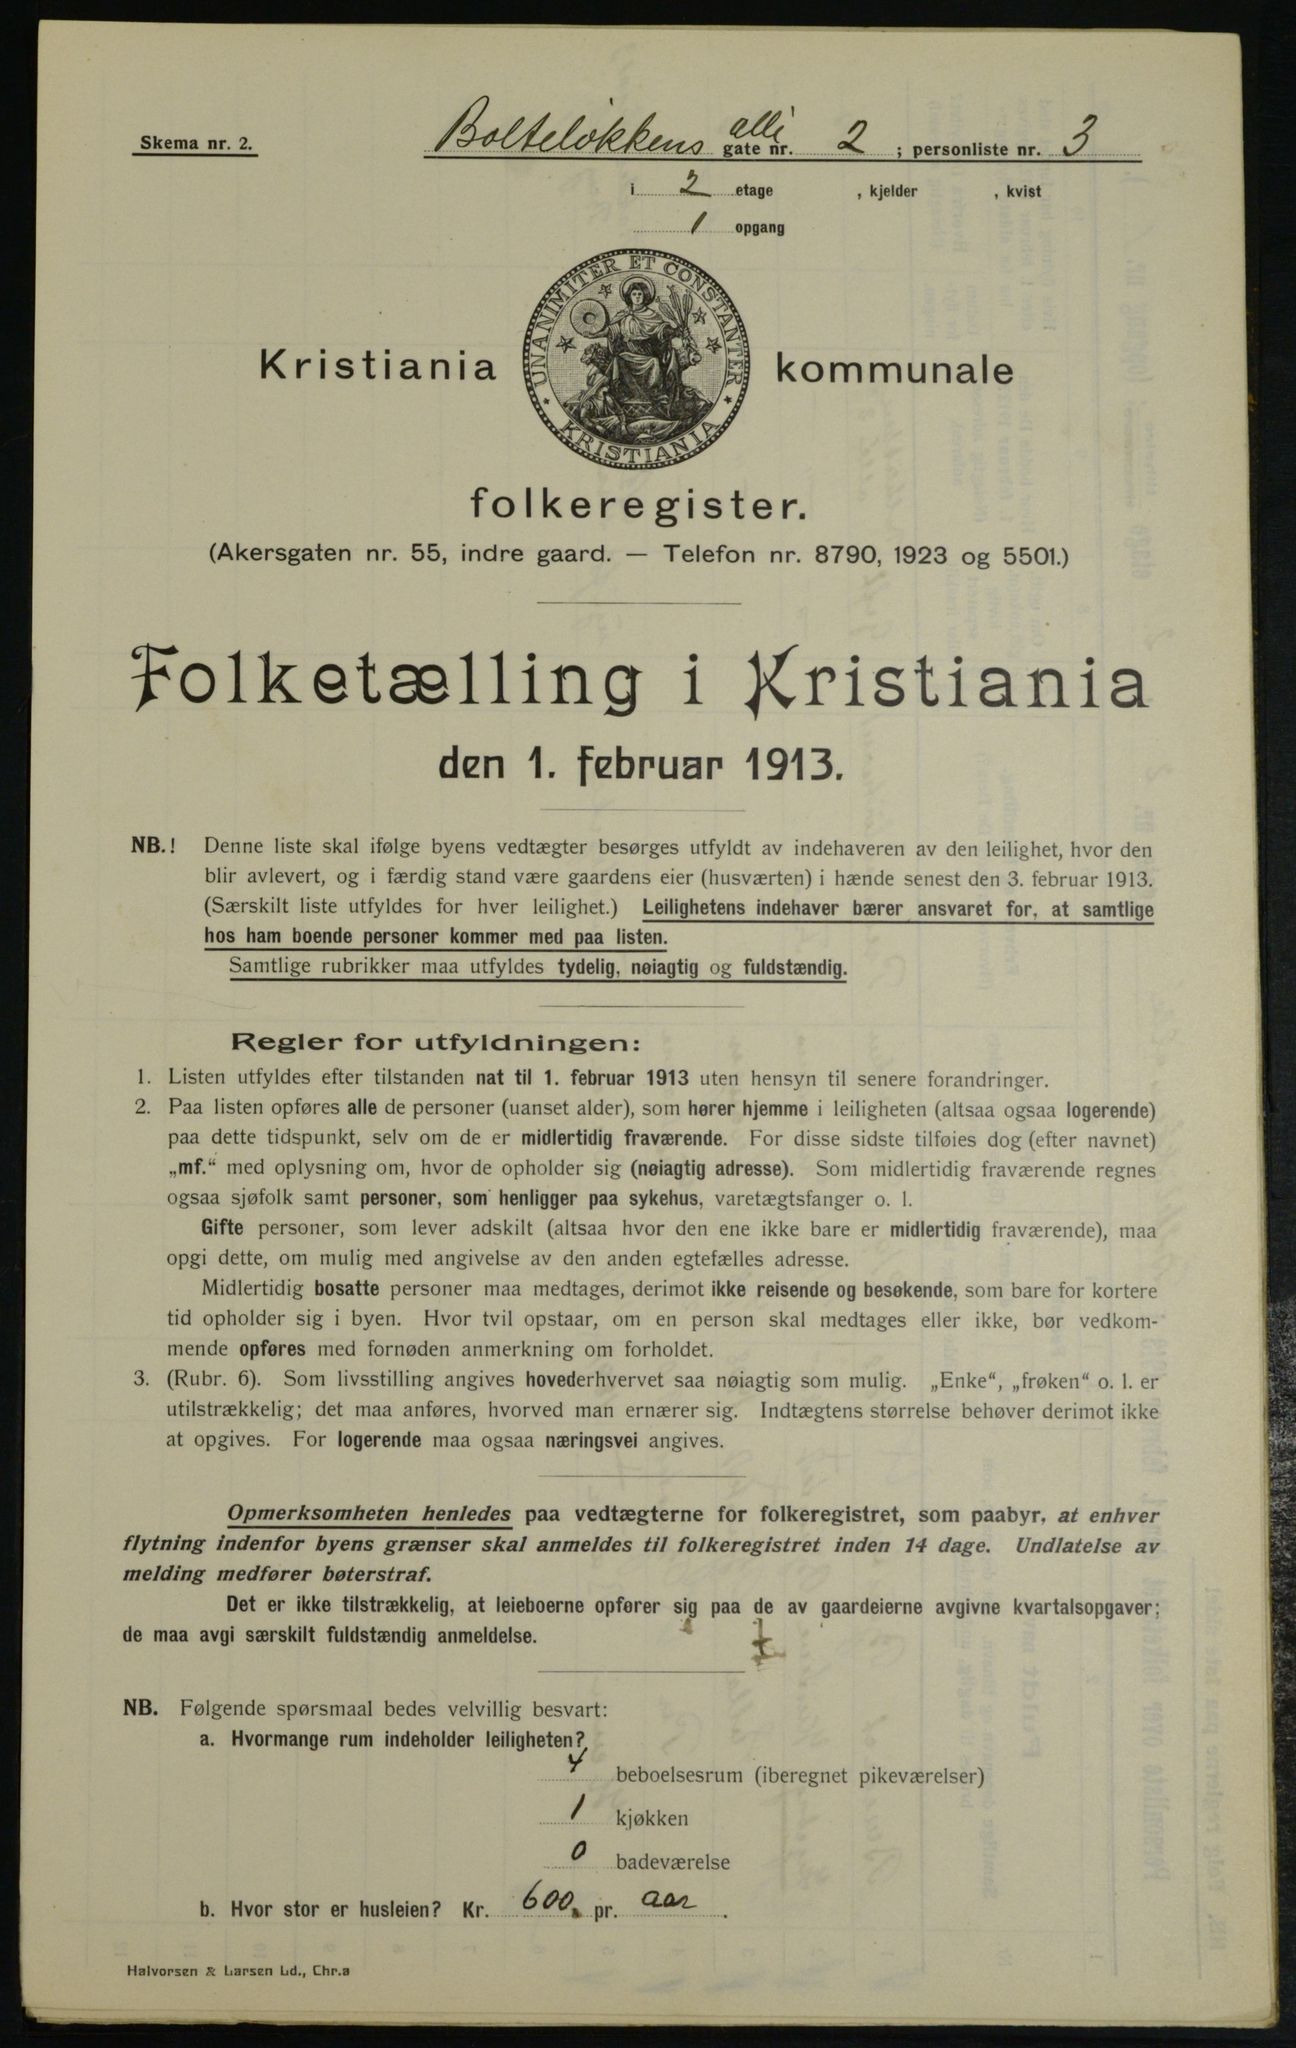 Skema nr. 2.
Bolteløkkens alle gate nr. 2 ; personliste nr. 3
i 2 etage , kjelder , kvist
1 opgang
UNANIMITER ET CONSTANTER
KRISTIANIA
Kristiania kommunale
folkeregister.
(Akersgaten nr. 55, indre gaard. — Telefon nr. 8790, 1923 og 5501.)
Folketælling i Kristiania
den 1. februar 1913.
NB.! Denne liste skal ifølge byens vedtægter besørges utfyldt av indehaveren av den leilighet, hvor den
blir avlevert, og i færdig stand være gaardens eier (husværten) i hænde senest den 3. februar 1913.
(Særskilt liste utfyldes for hver leilighet.) Leilighetens indehaver bærer ansvaret for, at samtlige
hos ham boende personer kommer med paa listen.
Samtlige rubrikker maa utfyldes tydelig, nøiagtig og fuldstændig.
Regler for utfyldningen:
1. Listen utfyldes efter tilstanden nat til 1. februar 1913 uten hensyn til senere forandringer.
2. Paa listen opføres alle de personer (uanset alder), som hører hjemme i leiligheten (altsaa ogsaa logerende)
paa dette tidspunkt, selv om de er midlertidig fraværende. For disse sidste tilføies dog (efter navnet)
„mf.“ med oplysning om, hvor de opholder sig (nøiagtig adresse). Som midlertidig fraværende regnes
ogsaa sjøfolk samt personer, som henligger paa sykehus, varetægtsfanger o. l.
Gifte personer, som lever adskilt (altsaa hvor den ene ikke bare er midlertidig fraværende), maa
opgi dette, om mulig med angivelse av den anden egtefælles adresse.
Midlertidig bosatte personer maa medtages, derimot ikke reisende og besøkende, som bare for kortere
tid opholder sig i byen. Hvor tvil opstaar, om en person skal medtages eller ikke, bør vedkom-
mende opføres med fornøden anmerkning om forholdet.
3. (Rubr. 6). Som livsstilling angives hovederhvervet saa nøiagtig som mulig. „Enke“, „frøken“ o. l. er
utilstrækkelig; det maa anføres, hvorved man ernærer sig. Indtægtens størrelse behøver derimot ikke
at opgives. For logerende maa ogsaa næringsvei angives.
Opmerksomheten henledes paa vedtægterne for folkeregistret, som paabyr, at enhver
flytning indenfor byens grænser skal anmeldes til folkeregistret inden 14 dage. Undlatelse av
melding medfører bøterstraf.
Det er ikke tilstrækkelig, at leieboerne opfører sig paa de av gaardeierne avgivne kvartalsopgaver;
de maa avgi særskilt fuldstændig anmeldelse.
NB. Følgende spørsmaal bedes velvillig besvart:
a. Hvormange rum indeholder leiligheten?
4 beboelsesrum (iberegnet pikeværelser)
1 kjøkken
0 badeværelse
b. Hvor stor er husleien? Kr. 600. pr. aar.
Halvorsen & Larsen Ld., Chr.a